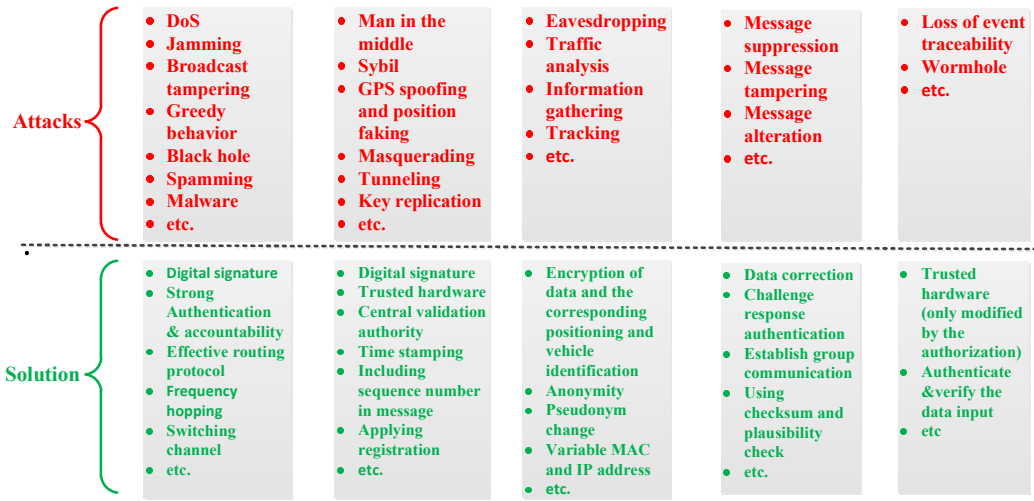 Attacks
DoS
Jamming
Broadcast
tampering
Greedy
behavior
Black hole
Spamming
Malware
etc.
Man in the
middle
Sybil
GPS spoofing
and position
faking
Masquerading
Tunneling
Key replication
etc.
Eavesdropping
Traffic
analysis
Information
gathering
Tracking
etc.
Message
suppression
Message
tampering
Message
alteration
etc.
Loss of event
traceability
Wormhole
etc.
Solution
Digital signature
Strong
Authentication
& accountability
Effective routing
protocol
Frequency
hopping
Switching
channel
etc.
Digital signature
Trusted hardware
Central validation
authority
Time stamping
Including
sequence number
in message
Applying
registration
etc.
Encryption of
data and the
corresponding
positioning and
vehicle
identification
Anonymity
Pseudonym
change
Variable MAC
and IP address
etc.
Data correction
Challenge
response
authentication
Establish group
communication
Using
checksum and
plausibility
check
etc.
Trusted
hardware
(only modified
by the
authorization)
Authenticate
&verify the
data input
etc